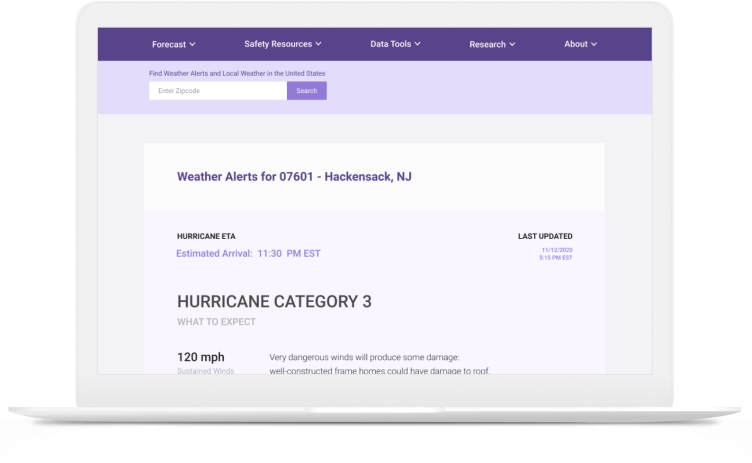 Forecast Safety Resources Data Tools Research About
Find Weather Alerts and Local Weather in the United States
Enter Zipcode Search
Weather Alerts for 07601 - Hackensack, NJ
HURRICANE ETA LAST UPDATED
Estimated Arrival: 11:30 PM EST 11/12/2020
5:15 PM EST
HURRICANE CATEGORY 3
WHAT TO EXPECT
120 mph Very dangerous winds will produce some damage:
Sustained Winds well-constructed frame homes could have damage to roof,